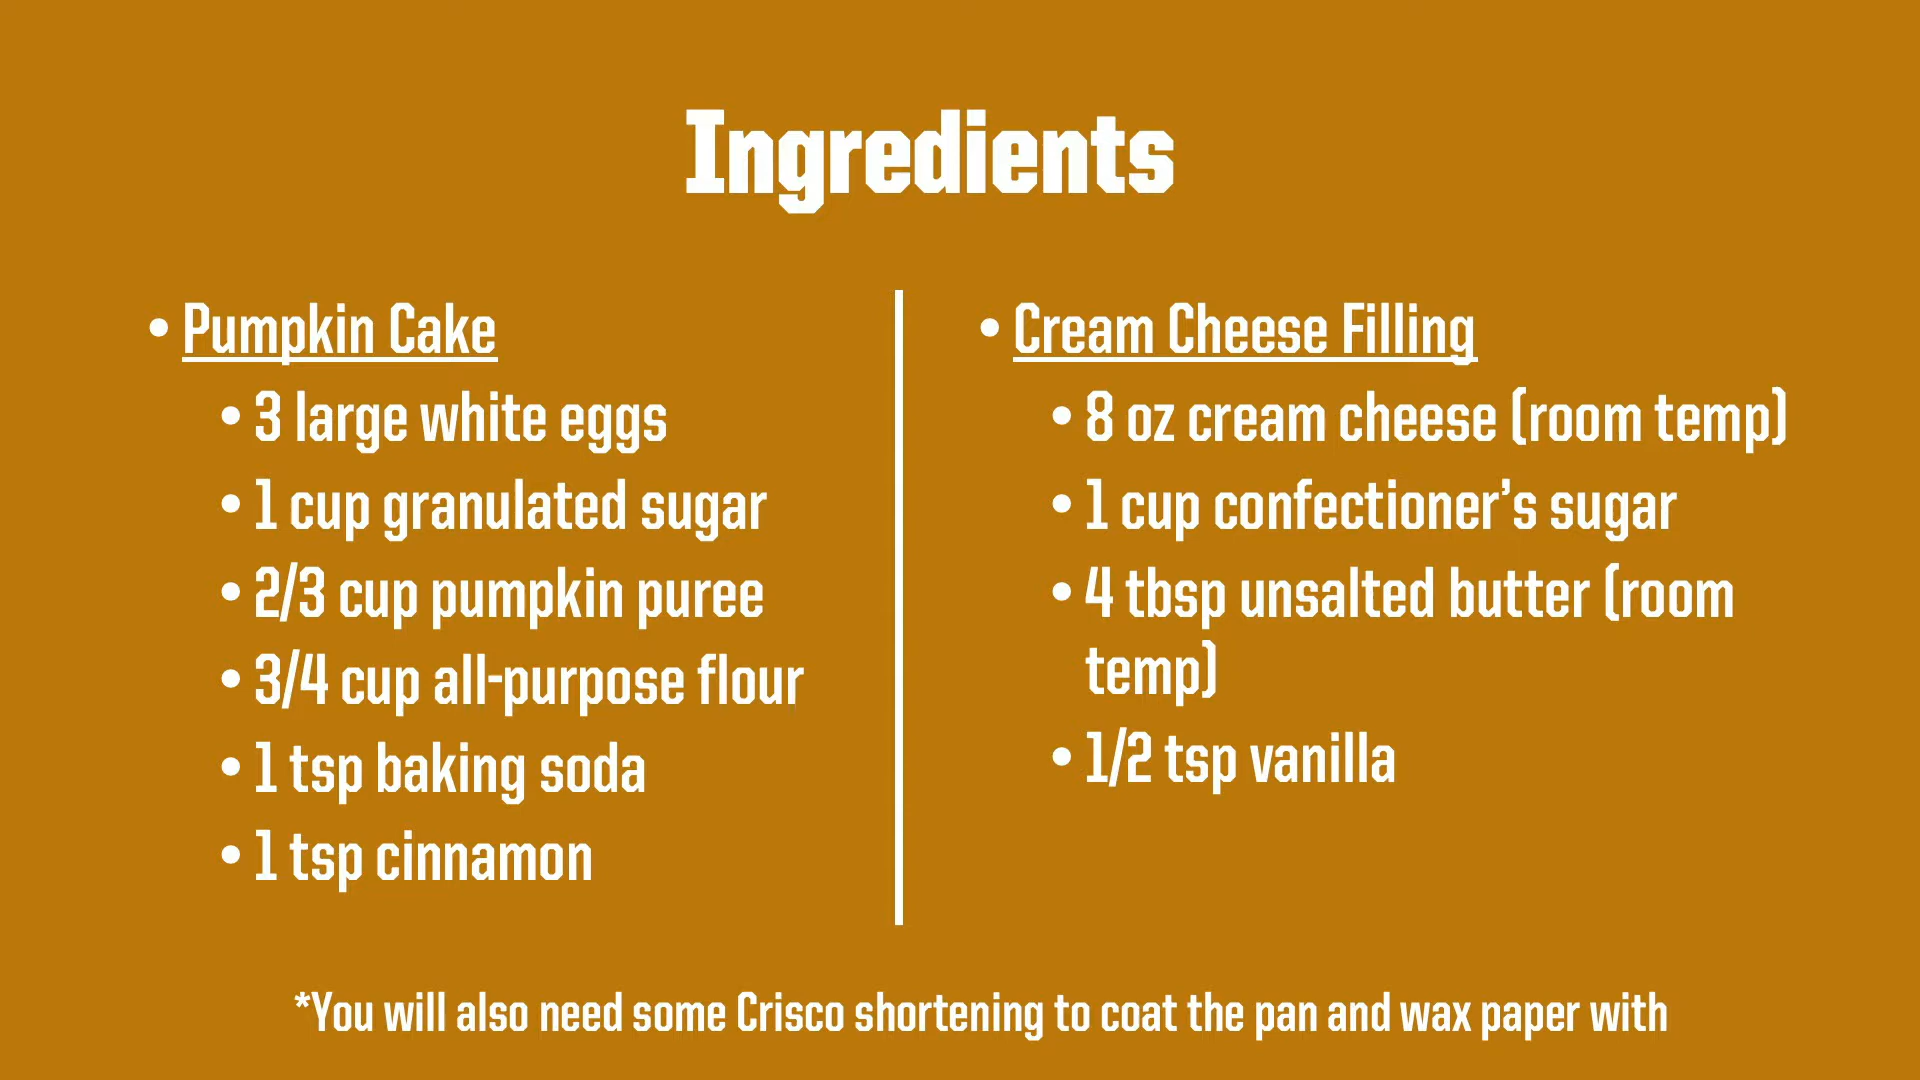 Ingredients
• Pumpkin Cake
• 3 large white eggs
• 1 cup granulated sugar
• 2/3 cup pumpkin puree
• 3/4 cup all-purpose flour
• 1 tsp baking soda
• 1 tsp cinnamon
• Cream Cheese Filling
• 8 oz cream cheese (room temp)
• 1 cup confectioner’s sugar
• 4 tbsp unsalted butter (room
temp)
• 1/2 tsp vanilla
*You will also need some Crisco shortening to coat the pan and wax paper with